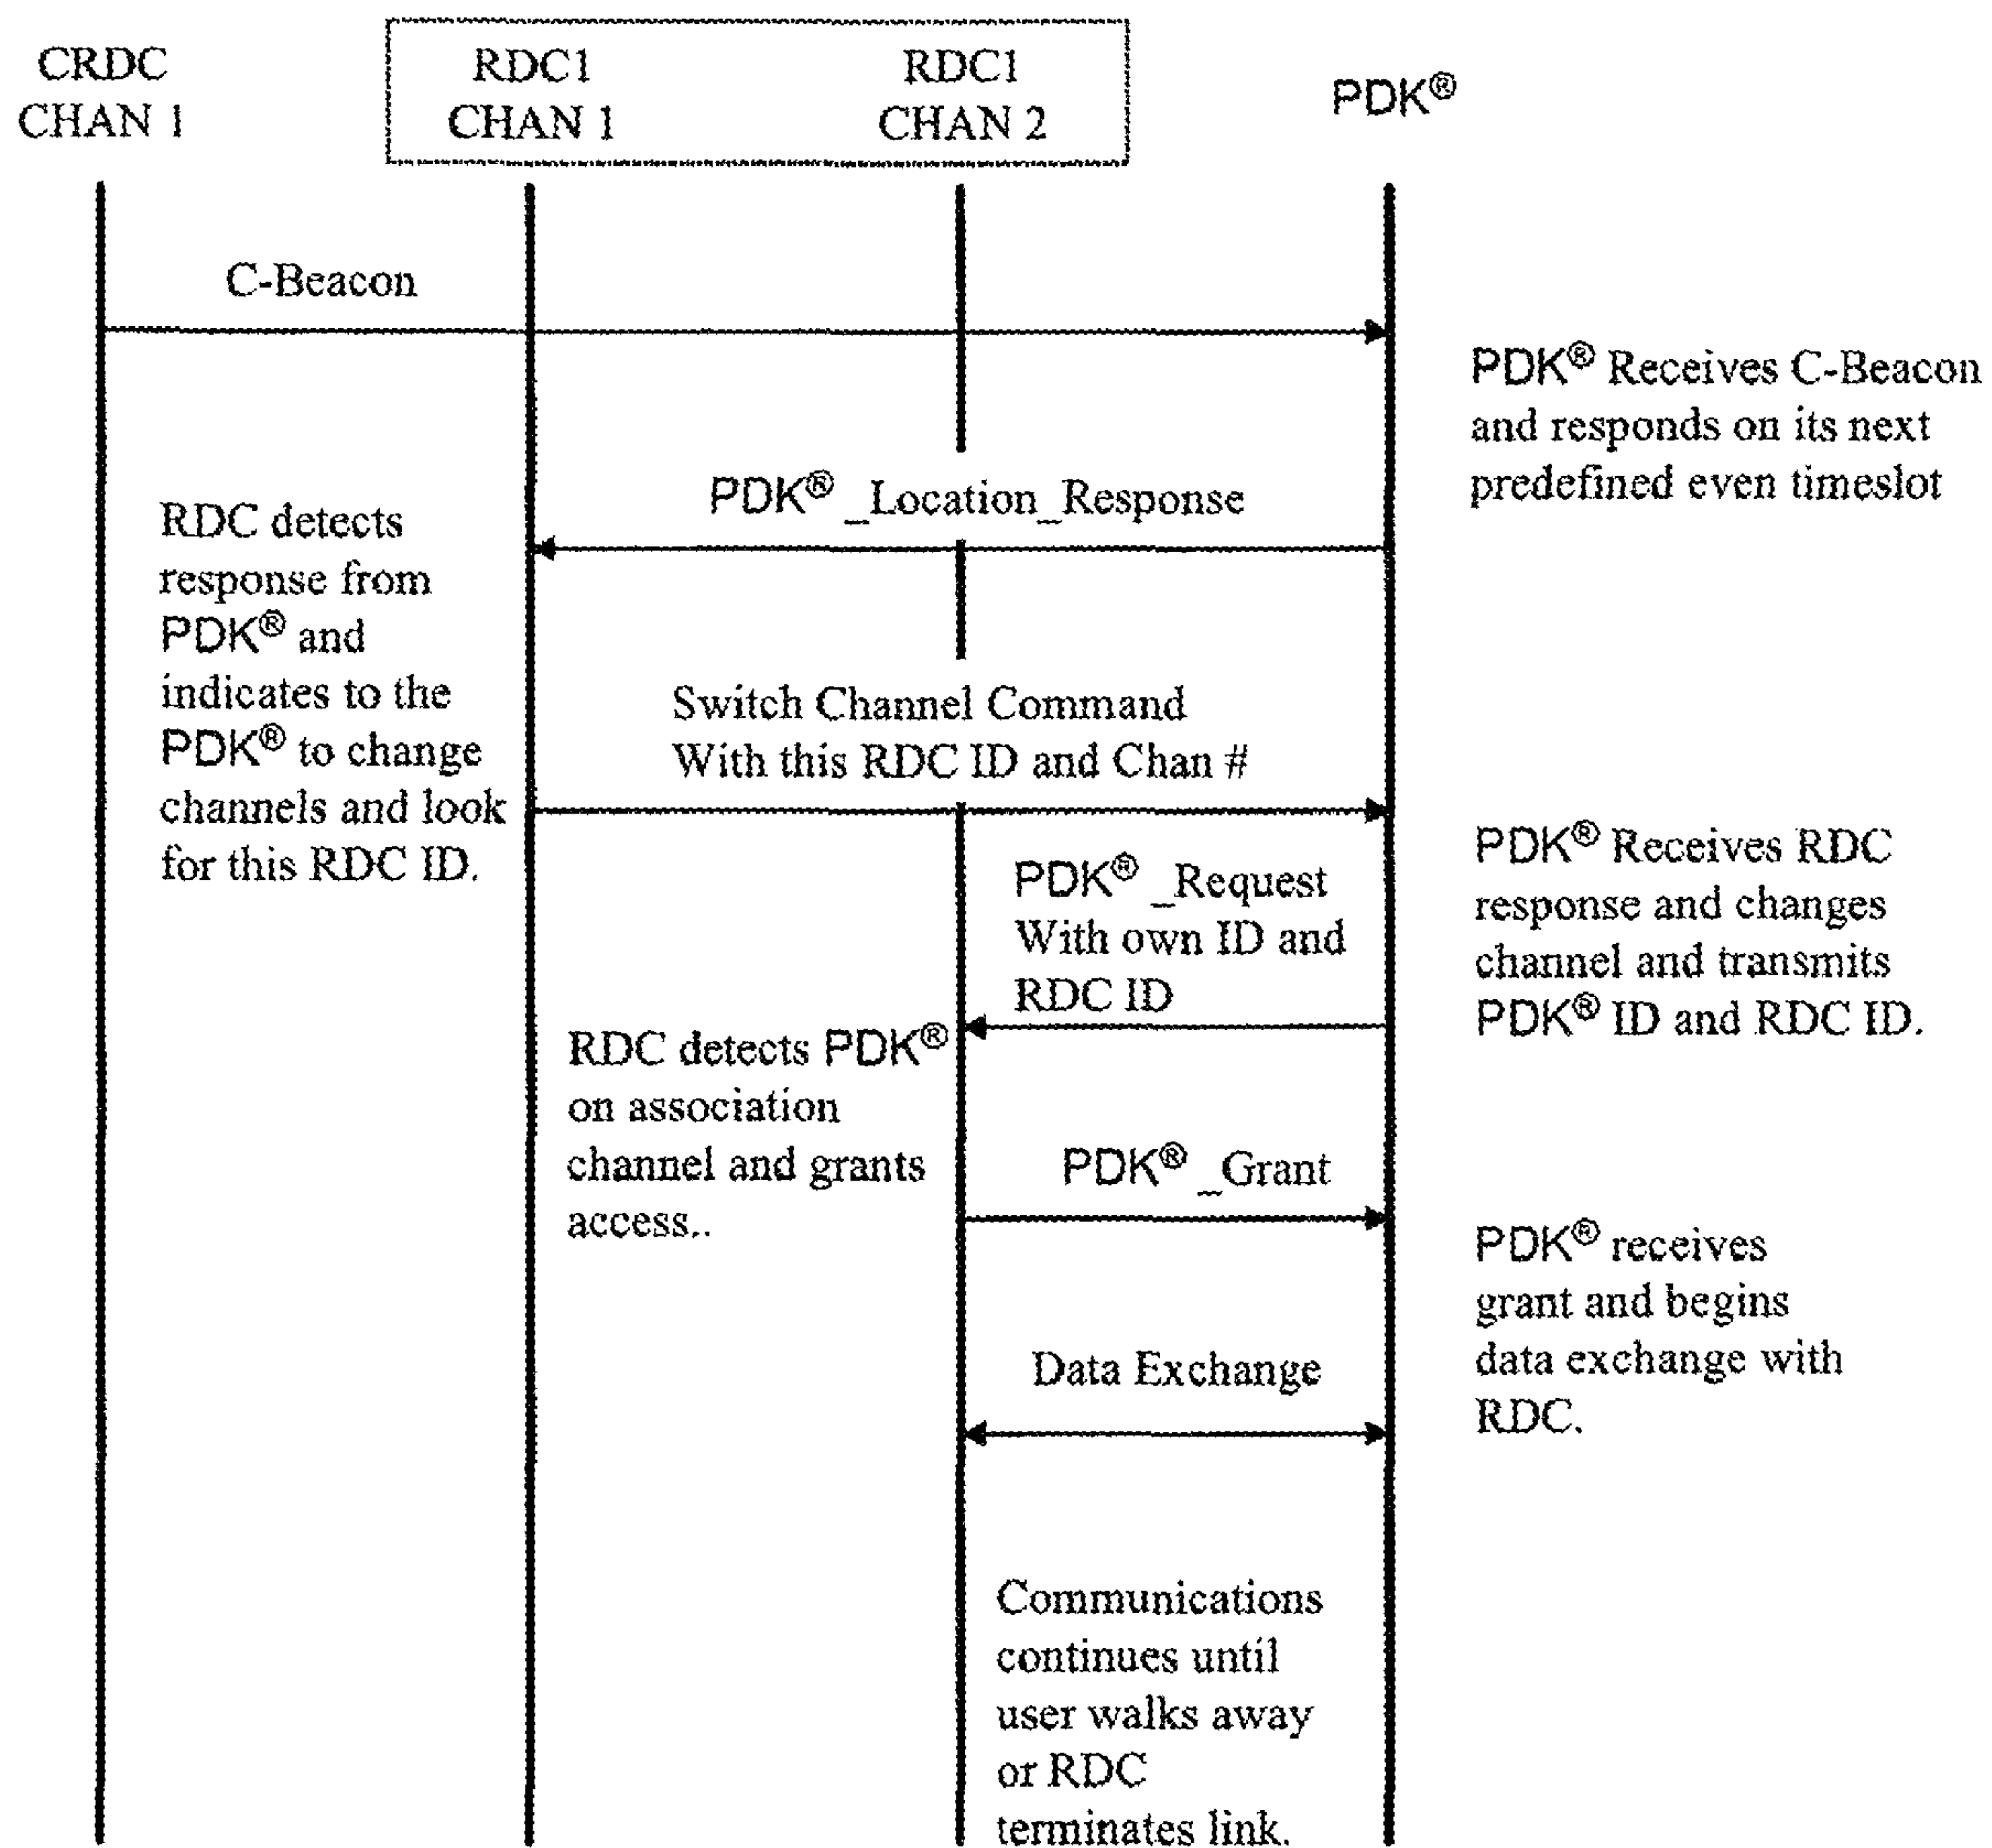 CRDC
CHAN 1
RDC1
CHAN 1
RDC1
CHAN 2
PDK®
C-Beacon
PDK® Receives C-Beacon
and responds on its next
predefined even timeslot
PDK® _Location_Response
RDC detects
response from
PDK® and
indicates to the
PDK® to change
channels and look
for this RDC ID.
Switch Channel Command
With this RDC ID and Chan #
PDK® Receives RDC
response and changes
channel and transmits
PDK® ID and RDC ID.
PDK® _Request
With own ID and
RDC ID
RDC detects PDK®
on association
channel and grants
access..
PDK® _Grant
PDK® receives
grant and begins
data exchange with
RDC.
Data Exchange
Communications
continues until
user walks away
or RDC
terminates link.